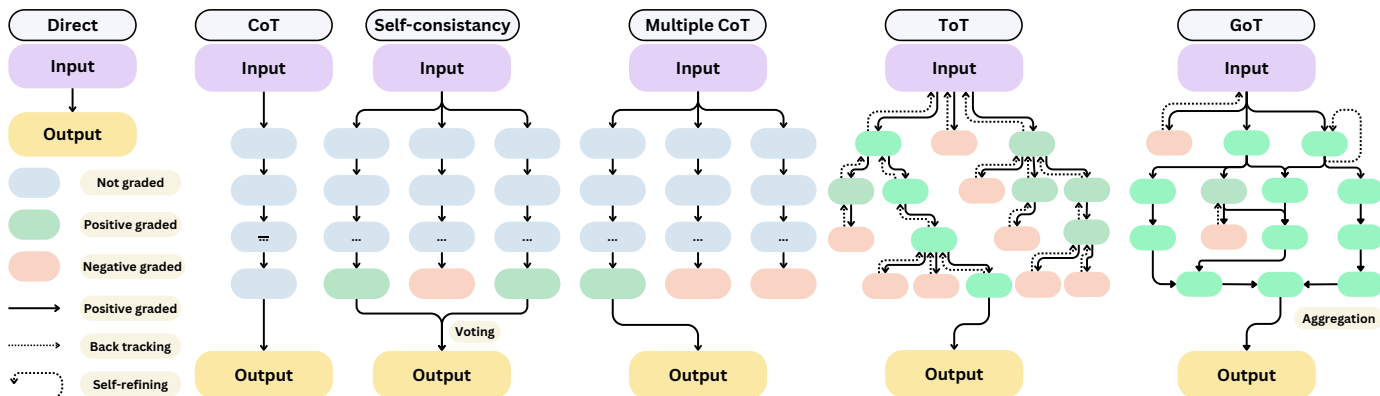 Direct
CoT
Self-consistancy
Multiple CoT
ToT
GoT
Input
Input
Input
Input
Input
Input
Output
Not graded
Positive graded
...
...
...
...
...
...
...
Negative graded
Positive graded
Aggregation
Voting
Back tracking
Self-refining
Output
Output
Output
Output
Output